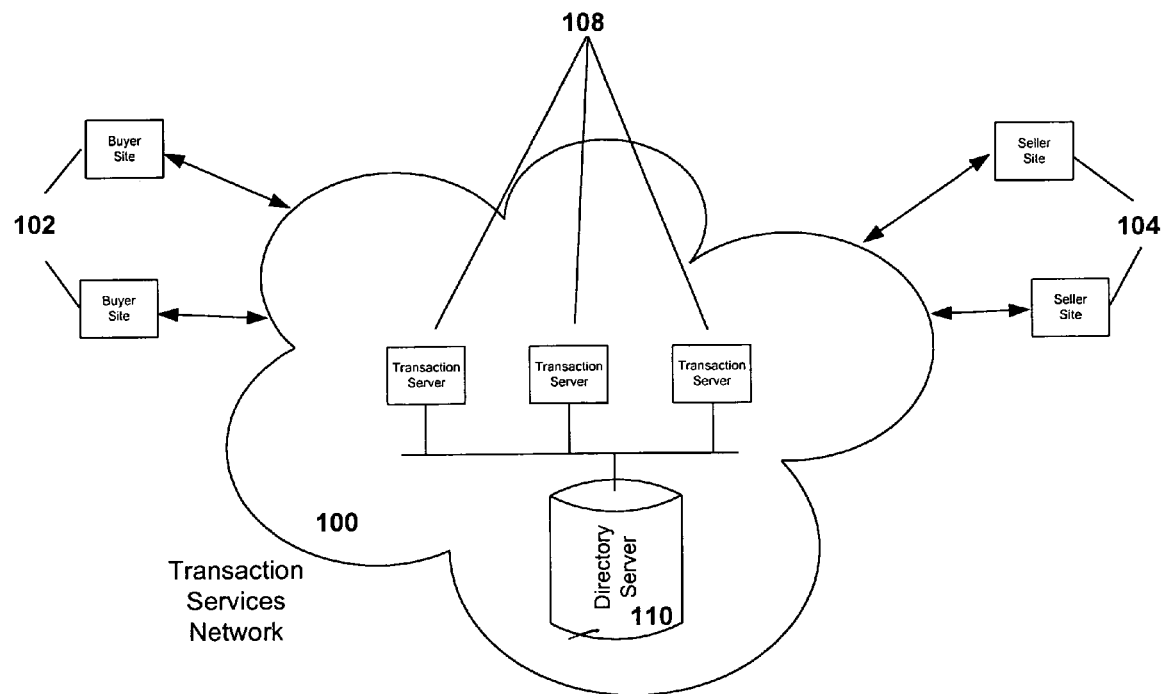 108
Buyer
Site
Seller
Site
102
104
Buyer
Site
Seller
Site
Transaction
Server
Transaction
Server
Transaction
Server
100
Transaction
Services
Network
Directory
Server
110